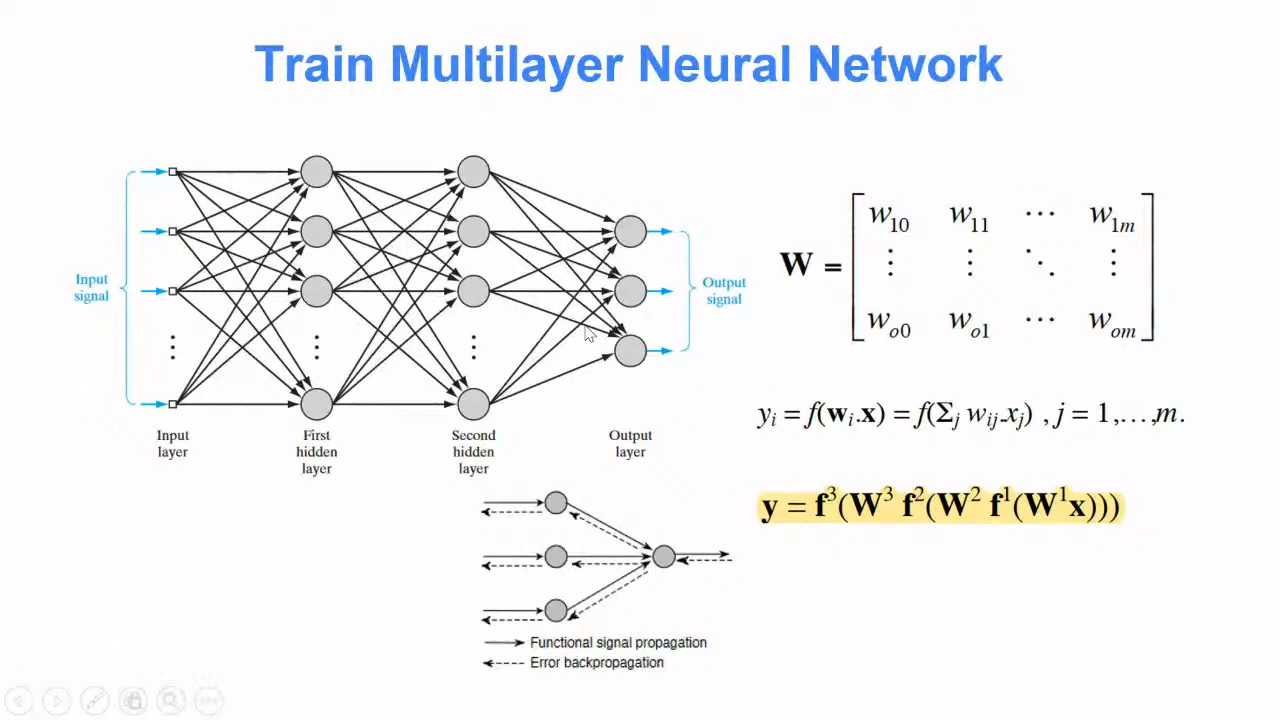 Train Multilayer Neural Network
Input
signal
Output
signal
Input
layer
First
hidden
layer
Second
hidden
layer
Output
layer
W = [ w10 w11 ⋯ w1m
⋮ ⋮ ⋱ ⋮
wo0 wo1 ⋯ wom ]
yi = f(wi.x) = f(Σj wij.xj) , j = 1,…,m.
y = f³(W³ f²(W² f¹(W¹x)))
Functional signal propagation
Error backpropagation